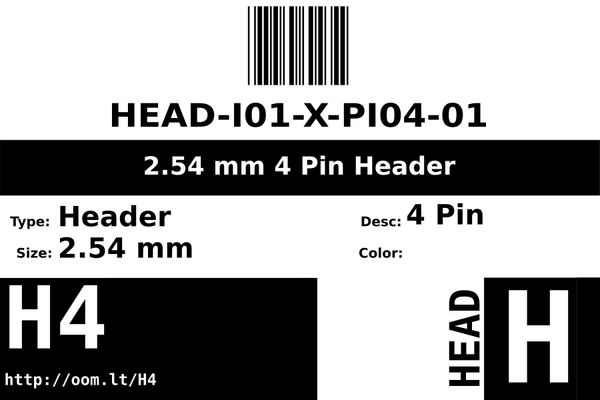 HEAD-I01-X-PI04-01
2.54 mm 4 Pin Header
Type: Header
Desc: 4 Pin
Size: 2.54 mm
Color:
H4
http://oom.lt/H4
HEAD
H